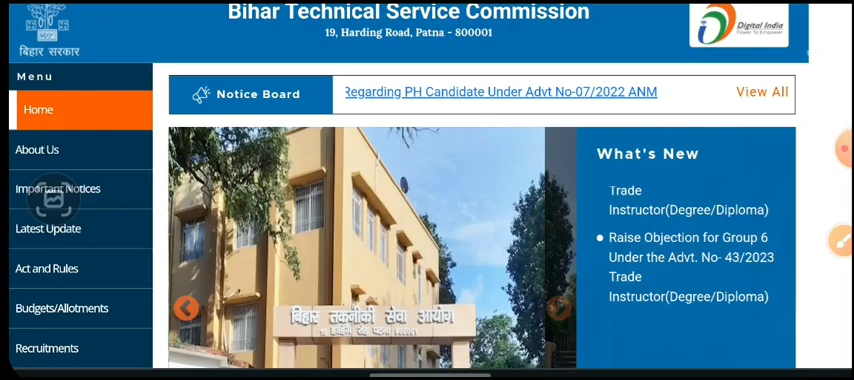 Bihar Technical Service Commission
19, Harding Road, Patna - 800001
बिहार सरकार
Digital India
Power To Empower
Menu
Home
About Us
Important Notices
Latest Update
Act and Rules
Budgets/Allotments
Recruitments
Notice Board
Regarding PH Candidate Under Advt No-07/2022 ANM
View All
बिहार तकनीकी सेवा आयोग
19 हार्डिंग रोड पटना 800001
What's New
Trade
Instructor(Degree/Diploma)
Raise Objection for Group 6
Under the Advt. No- 43/2023
Trade
Instructor(Degree/Diploma)